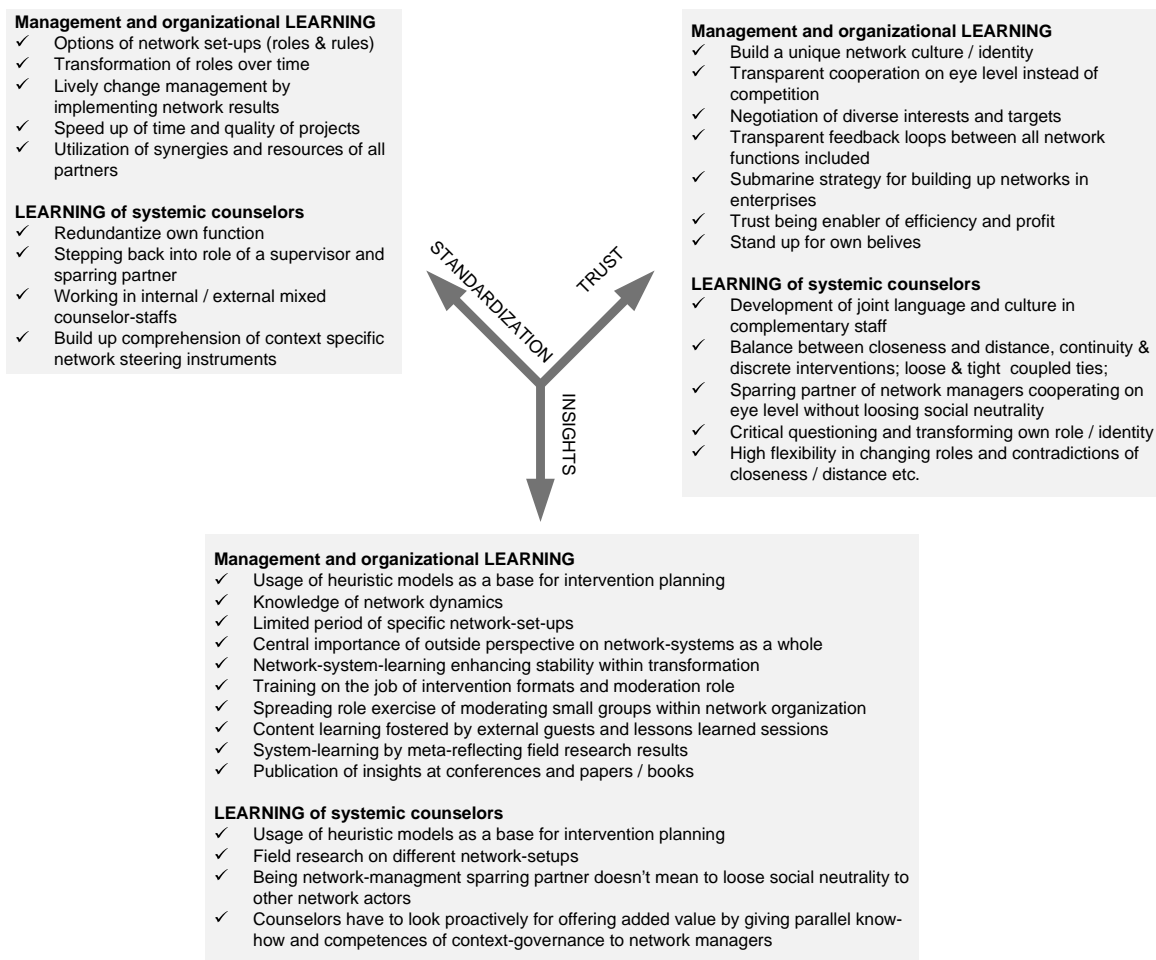 Management and organizational LEARNING
✓ Options of network set-ups (roles & rules)
✓ Transformation of roles over time
✓ Lively change management by
implementing network results
✓ Speed up of time and quality of projects
✓ Utilization of synergies and resources of all
partners
LEARNING of systemic counselors
✓ Redundantize own function
✓ Stepping back into role of a supervisor and
sparring partner
✓ Working in internal / external mixed
counselor-staffs
✓ Build up comprehension of context specific
network steering instruments
Management and organizational LEARNING
✓ Build a unique network culture / identity
✓ Transparent cooperation on eye level instead of
competition
✓ Negotiation of diverse interests and targets
✓ Transparent feedback loops between all network
functions included
✓ Submarine strategy for building up networks in
enterprises
✓ Trust being enabler of efficiency and profit
✓ Stand up for own belives
LEARNING of systemic counselors
✓ Development of joint language and culture in
complementary staff
✓ Balance between closeness and distance, continuity &
discrete interventions; loose & tight coupled ties;
✓ Sparring partner of network managers cooperating on
eye level without loosing social neutrality
✓ Critical questioning and transforming own role / identity
✓ High flexibility in changing roles and contradictions of
closeness / distance etc.
STANDARDIZATION
TRUST
INSIGHTS
Management and organizational LEARNING
✓ Usage of heuristic models as a base for intervention planning
✓ Knowledge of network dynamics
✓ Limited period of specific network-set-ups
✓ Central importance of outside perspective on network-systems as a whole
✓ Network-system-learning enhancing stability within transformation
✓ Training on the job of intervention formats and moderation role
✓ Spreading role exercise of moderating small groups within network organization
✓ Content learning fostered by external guests and lessons learned sessions
✓ System-learning by meta-reflecting field research results
✓ Publication of insights at conferences and papers / books
LEARNING of systemic counselors
✓ Usage of heuristic models as a base for intervention planning
✓ Field research on different network-setups
✓ Being network-managment sparring partner doesn't mean to loose social neutrality to
other network actors
✓ Counselors have to look proactively for offering added value by giving parallel know-
how and competences of context-governance to network managers